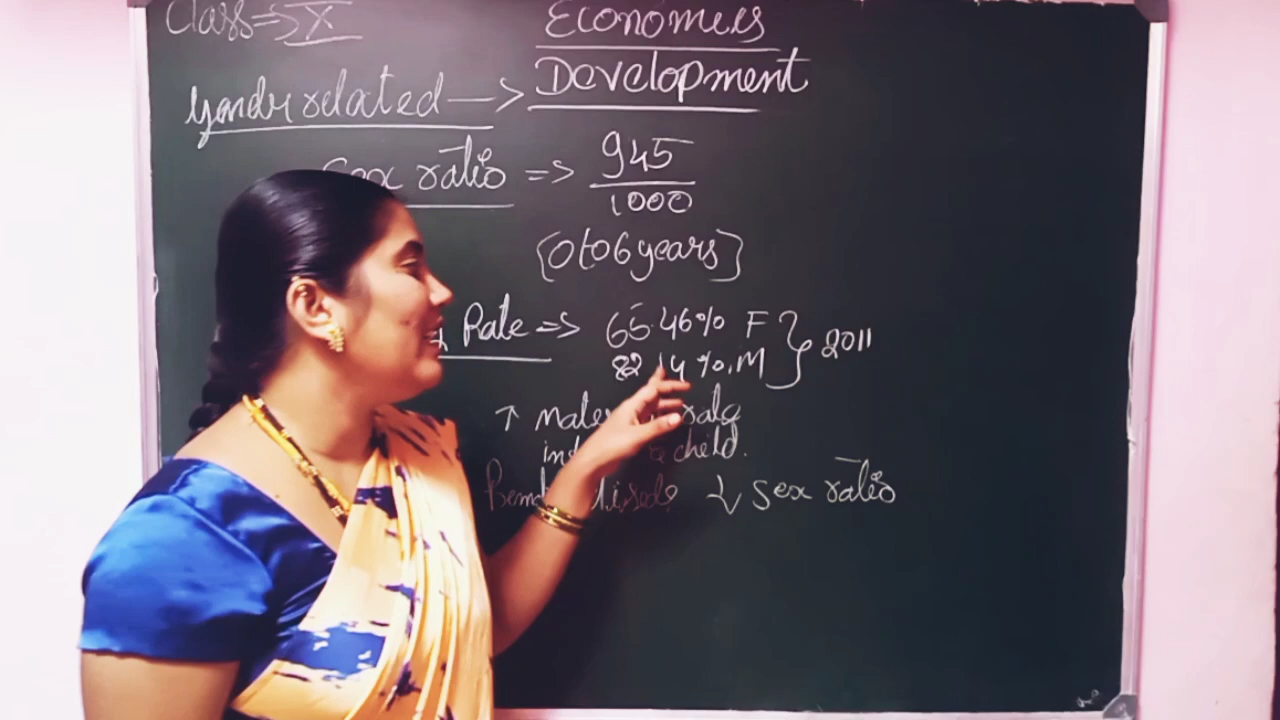 Class => X
Economics
Development
Gender related —>
Sex ratio => 945
1000
[0 to 6 years]
Rate => 65.46% F
82.14 %.M } 2011
↑ male
child.
↓ Sex ratio